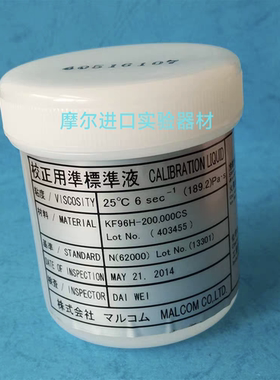 摩尔进口实验器材
校正用準標準液 CALIBRATION LIQUID
粘度/ VISCOSITY 25℃ 6 sec⁻¹ (189.2)Pa·s
材料/ MATERIAL KF96H-200.000CS
Lot No. (403455)
基準/ STANDARD N(62000) Lot No.(13301)
DATE OF INSPECTION MAY 21. 2014
検査/ INSPECTOR DAI WEI
株式会社 マルコム MALCOM CO.LTD.